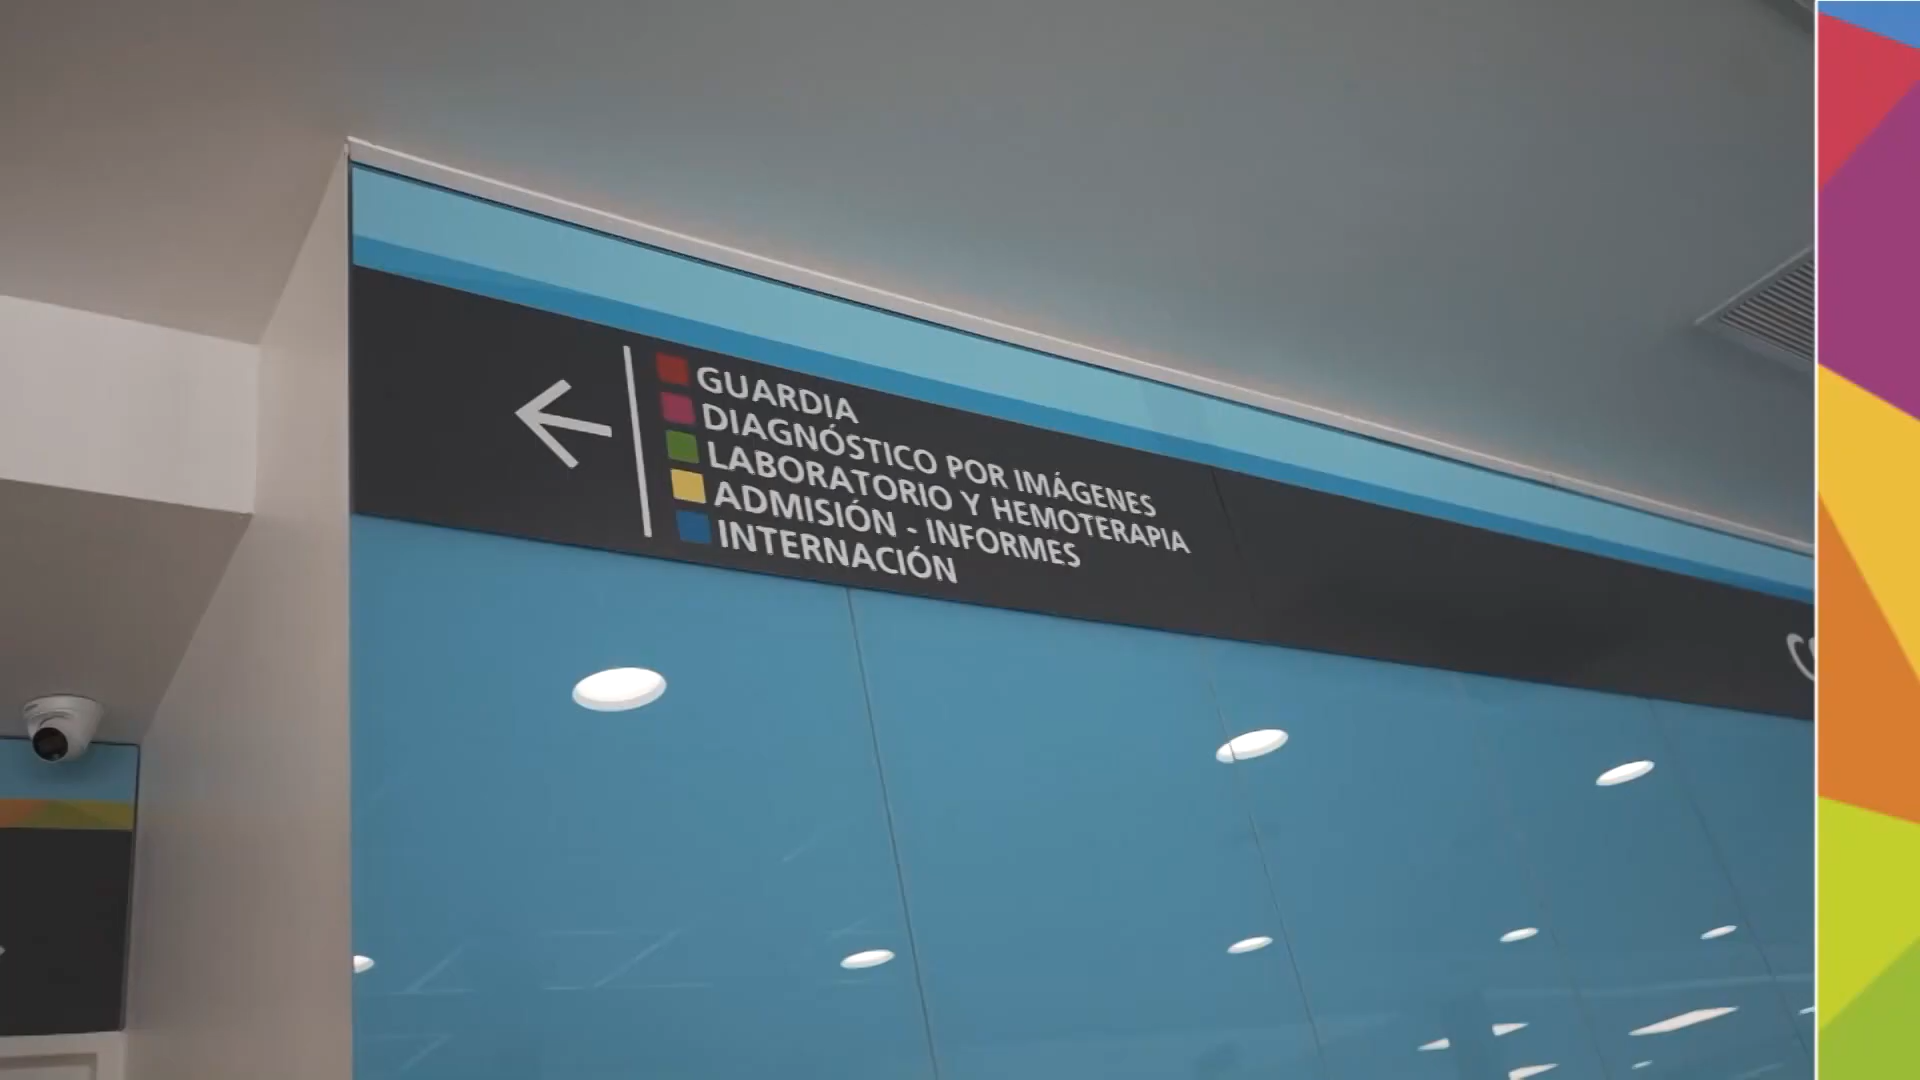 GUARDIA
DIAGNÓSTICO POR IMÁGENES
LABORATORIO Y HEMOTERAPIA
ADMISIÓN - INFORMES
INTERNACIÓN